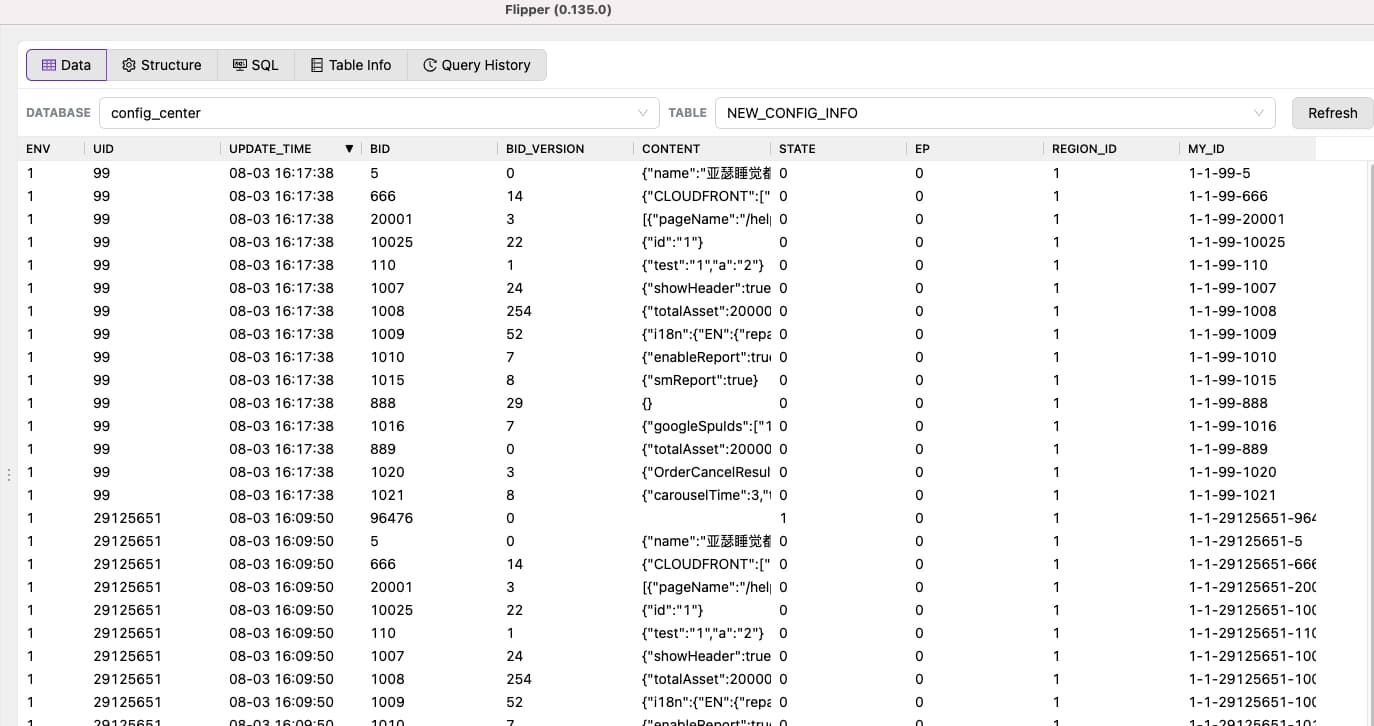 Flipper (0.135.0)
Data Structure SQL Table Info Query History
DATABASE config_center TABLE NEW_CONFIG_INFO Refresh
ENV UID UPDATE_TIME ▼ BID BID_VERSION CONTENT STATE EP REGION_ID MY_ID
1 99 08-03 16:17:38 5 0 {"name":"亚瑟睡觉都 0 0 1 1-1-99-5
1 99 08-03 16:17:38 666 14 {"CLOUDFRONT":[" 0 0 1 1-1-99-666
1 99 08-03 16:17:38 20001 3 [{"pageName":"/help 0 0 1 1-1-99-20001
1 99 08-03 16:17:38 10025 22 {"id":"1"} 0 0 1 1-1-99-10025
1 99 08-03 16:17:38 110 1 {"test":"1","a":"2"} 0 0 1 1-1-99-110
1 99 08-03 16:17:38 1007 24 {"showHeader":true 0 0 1 1-1-99-1007
1 99 08-03 16:17:38 1008 254 {"totalAsset":20000 0 0 1 1-1-99-1008
1 99 08-03 16:17:38 1009 52 {"i18n":{"EN":{"repa 0 0 1 1-1-99-1009
1 99 08-03 16:17:38 1010 7 {"enableReport":true 0 0 1 1-1-99-1010
1 99 08-03 16:17:38 1015 8 {"smReport":true} 0 0 1 1-1-99-1015
1 99 08-03 16:17:38 888 29 {} 0 0 1 1-1-99-888
1 99 08-03 16:17:38 1016 7 {"googleSpuIds":["1 0 0 1 1-1-99-1016
1 99 08-03 16:17:38 889 0 {"totalAsset":20000 0 0 1 1-1-99-889
1 99 08-03 16:17:38 1020 3 {"OrderCancelResul 0 0 1 1-1-99-1020
1 99 08-03 16:17:38 1021 8 {"carouselTime":3," 0 0 1 1-1-99-1021
1 29125651 08-03 16:09:50 96476 0 1 0 1 1-1-29125651-964
1 29125651 08-03 16:09:50 5 0 {"name":"亚瑟睡觉都 0 0 1 1-1-29125651-5
1 29125651 08-03 16:09:50 666 14 {"CLOUDFRONT":[" 0 0 1 1-1-29125651-666
1 29125651 08-03 16:09:50 20001 3 [{"pageName":"/help 0 0 1 1-1-29125651-200
1 29125651 08-03 16:09:50 10025 22 {"id":"1"} 0 0 1 1-1-29125651-100
1 29125651 08-03 16:09:50 110 1 {"test":"1","a":"2"} 0 0 1 1-1-29125651-110
1 29125651 08-03 16:09:50 1007 24 {"showHeader":true 0 0 1 1-1-29125651-100
1 29125651 08-03 16:09:50 1008 254 {"totalAsset":20000 0 0 1 1-1-29125651-100
1 29125651 08-03 16:09:50 1009 52 {"i18n":{"EN":{"repa 0 0 1 1-1-29125651-100
1 29125651 08-03 16:09:50 1010 7 {"enableReport":true 0 0 1 1-1-29125651-101